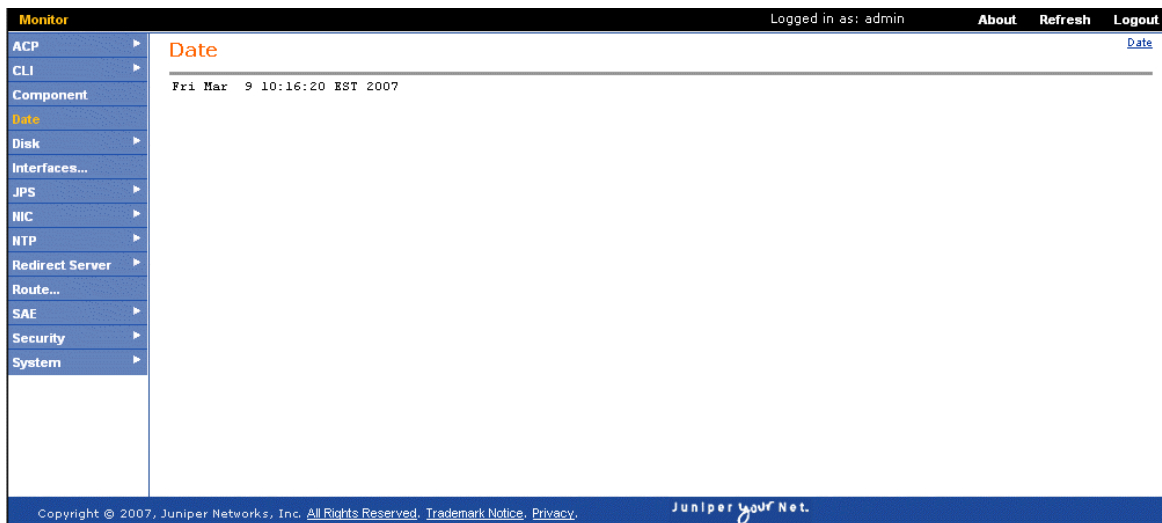 Monitor Logged in as: admin About Refresh Logout
ACP
CLI
Component
Date
Disk
Interfaces...
JPS
NIC
NTP
Redirect Server
Route...
SAE
Security
System
Date
Date
Fri Mar  9 10:16:20 EST 2007
Copyright © 2007, Juniper Networks, Inc. All Rights Reserved. Trademark Notice. Privacy.
Juniper your Net.